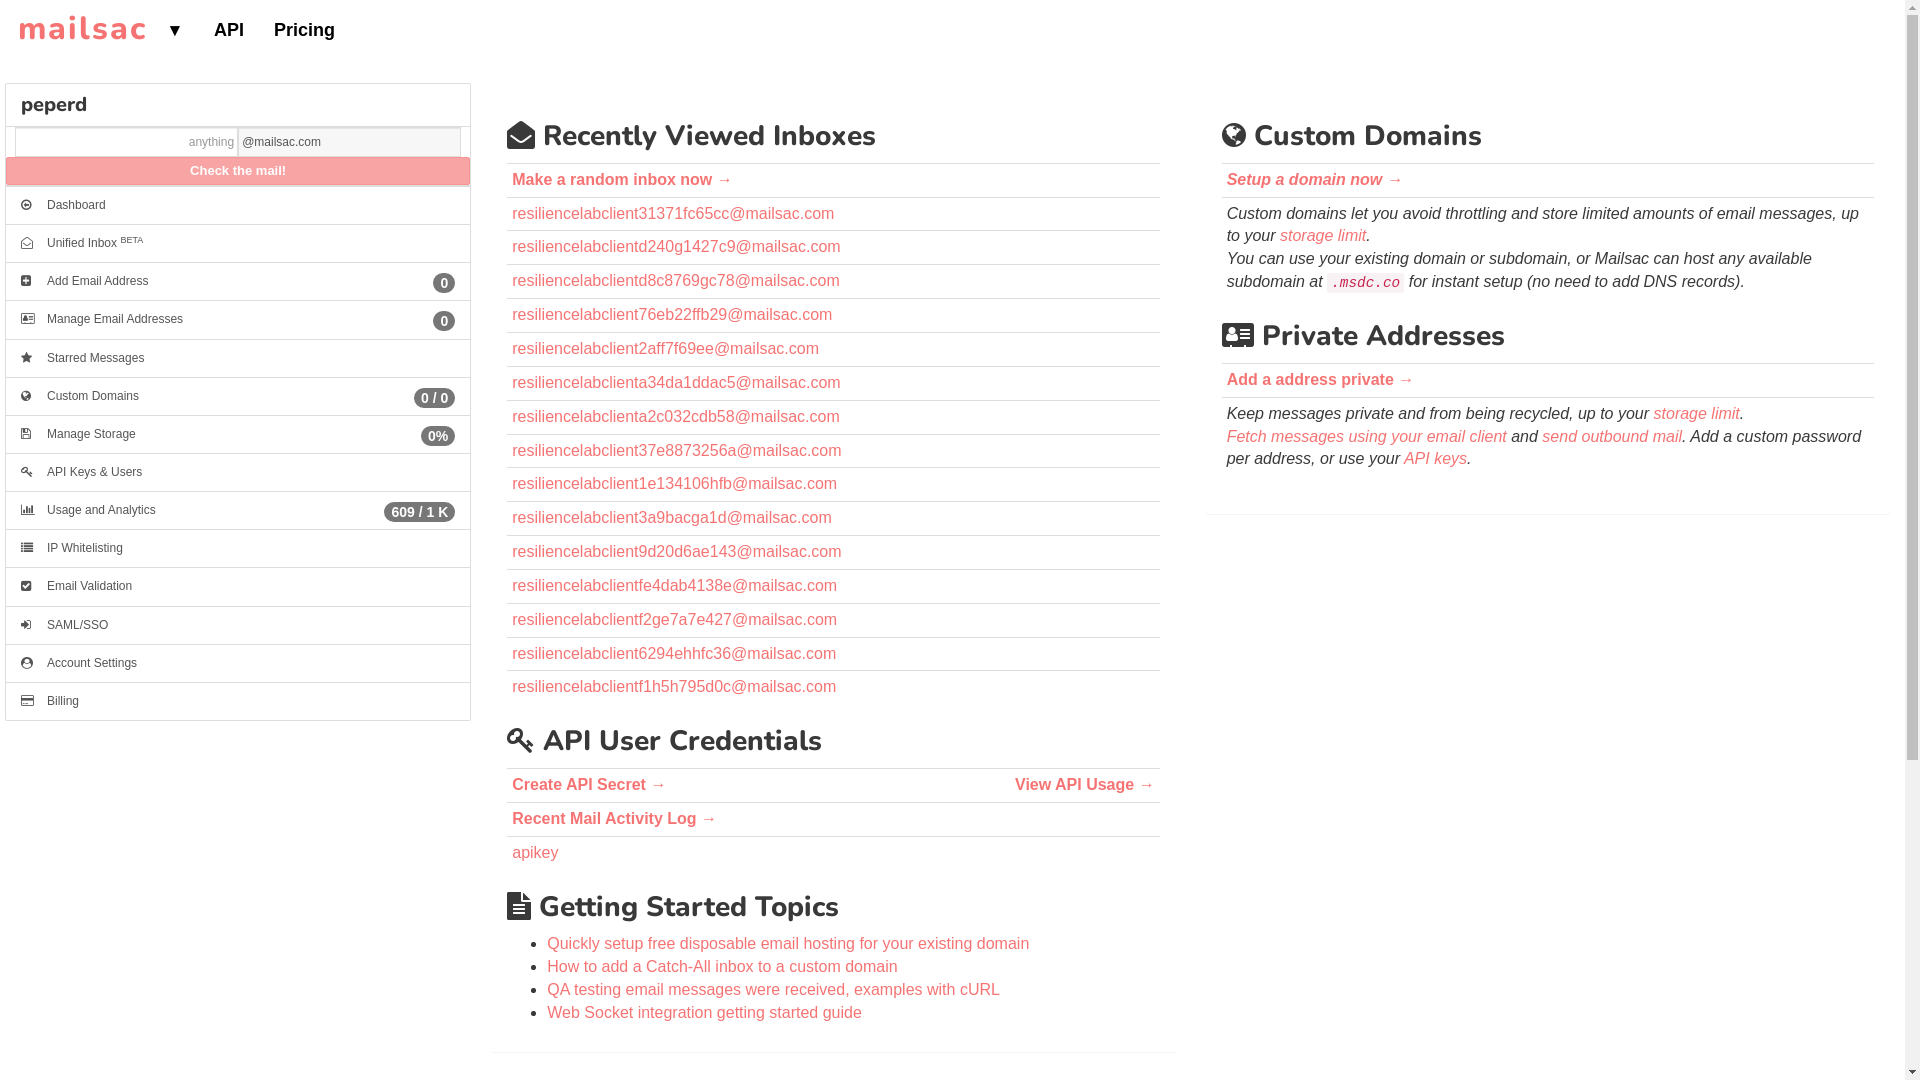 mailsac ▼ API Pricing
peperd
anything @mailsac.com
Check the mail!
Dashboard
Unified Inbox BETA
Add Email Address 0
Manage Email Addresses 0
Starred Messages
Custom Domains 0 / 0
Manage Storage 0%
API Keys & Users
Usage and Analytics 609 / 1 K
IP Whitelisting
Email Validation
SAML/SSO
Account Settings
Billing
Recently Viewed Inboxes
Make a random inbox now →
resiliencelabclient31371fc65cc@mailsac.com
resiliencelabclientd240g1427c9@mailsac.com
resiliencelabclientd8c8769gc78@mailsac.com
resiliencelabclient76eb22ffb29@mailsac.com
resiliencelabclient2aff7f69ee@mailsac.com
resiliencelabclienta34da1ddac5@mailsac.com
resiliencelabclienta2c032cdb58@mailsac.com
resiliencelabclient37e8873256a@mailsac.com
resiliencelabclient1e134106hfb@mailsac.com
resiliencelabclient3a9bacga1d@mailsac.com
resiliencelabclient9d20d6ae143@mailsac.com
resiliencelabclientfe4dab4138e@mailsac.com
resiliencelabclientf2ge7a7e427@mailsac.com
resiliencelabclient6294ehhfc36@mailsac.com
resiliencelabclientf1h5h795d0c@mailsac.com
API User Credentials
Create API Secret → View API Usage →
Recent Mail Activity Log →
apikey
Getting Started Topics
Quickly setup free disposable email hosting for your existing domain
How to add a Catch-All inbox to a custom domain
QA testing email messages were received, examples with cURL
Web Socket integration getting started guide
Custom Domains
Setup a domain now →
Custom domains let you avoid throttling and store limited amounts of email messages, up
to your storage limit.
You can use your existing domain or subdomain, or Mailsac can host any available
subdomain at .msdc.co for instant setup (no need to add DNS records).
Private Addresses
Add a address private →
Keep messages private and from being recycled, up to your storage limit.
Fetch messages using your email client and send outbound mail. Add a custom password
per address, or use your API keys.